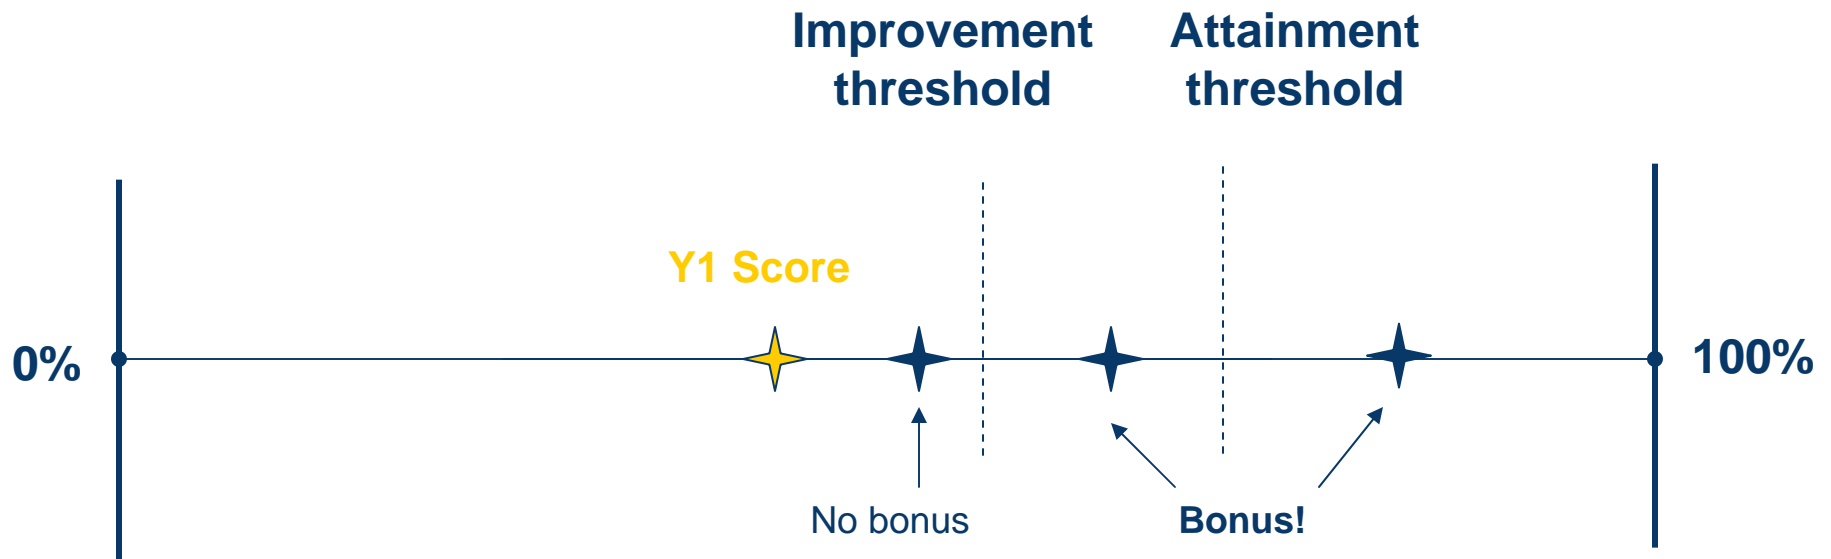 Improvement
threshold
Attainment
threshold
Y1 Score
0%
100%
No bonus
Bonus!